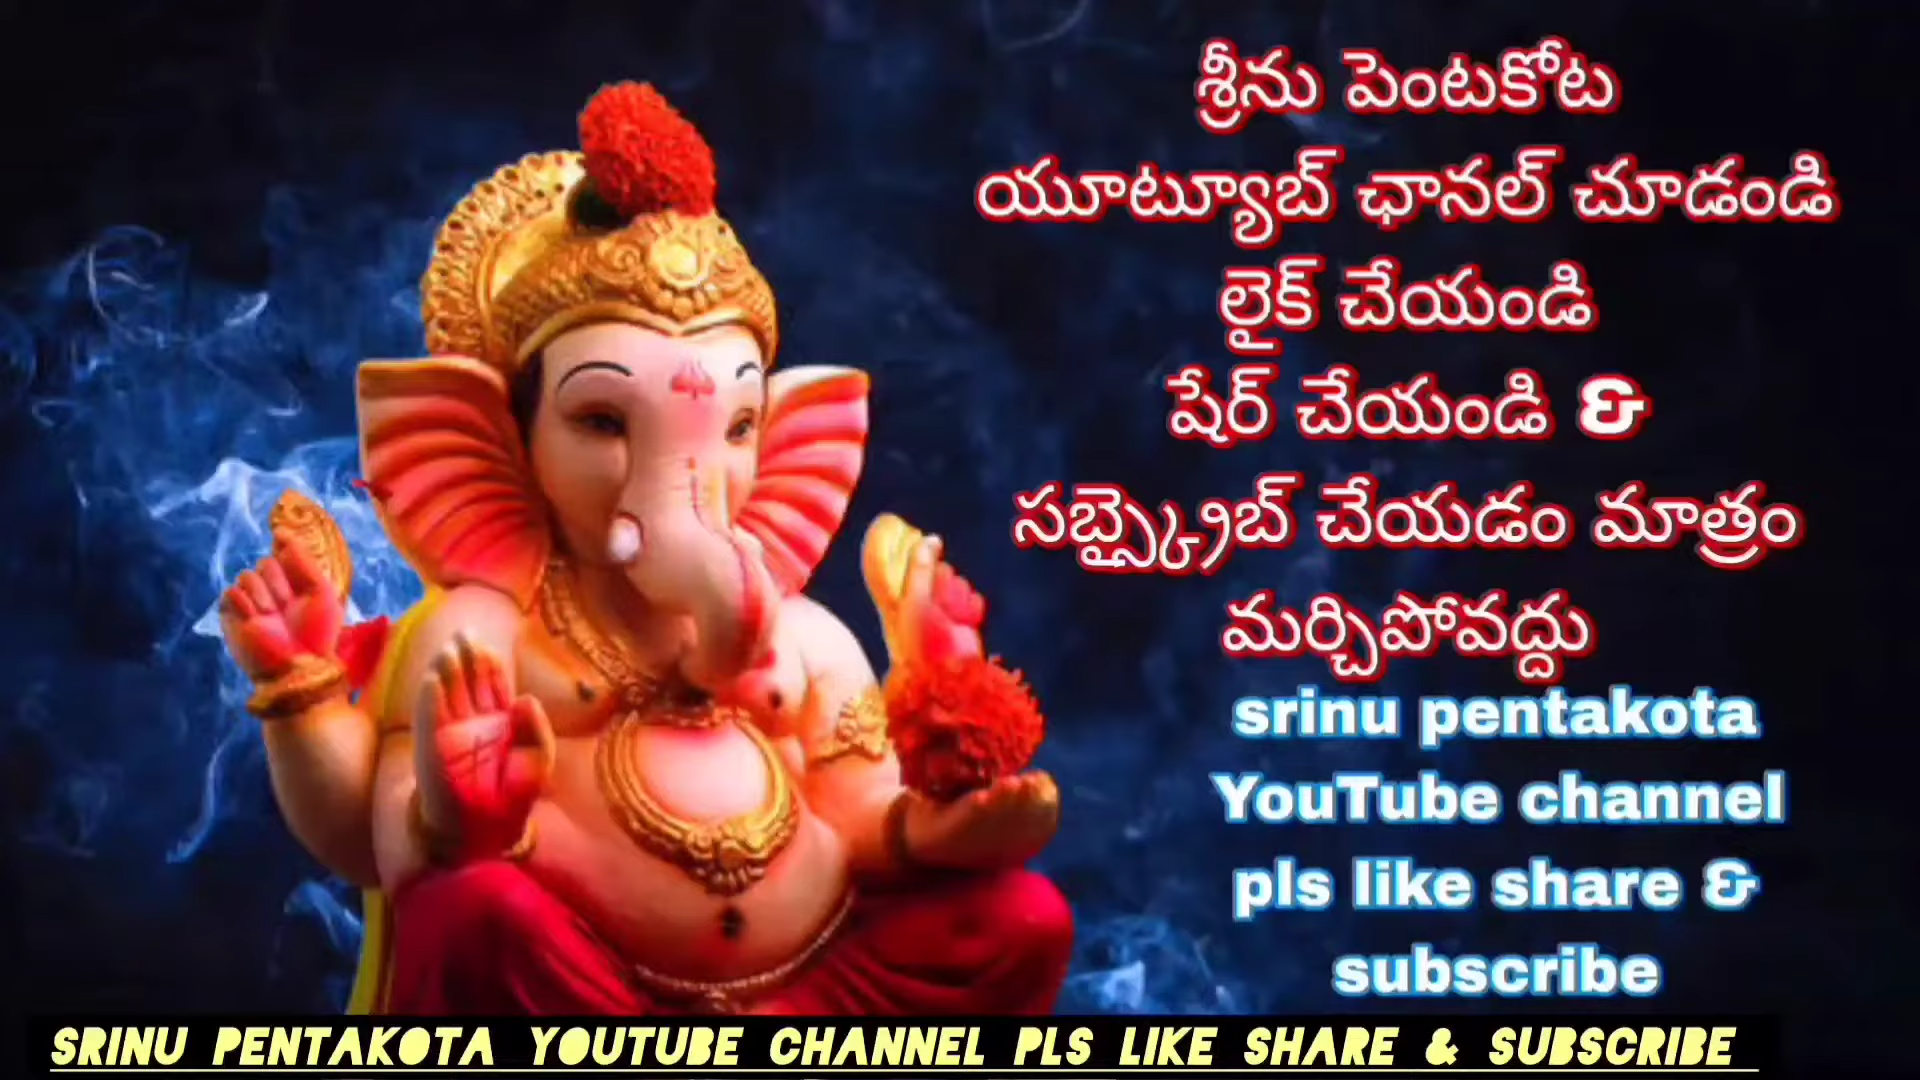 శ్రీను పెంటకోట
యూట్యూబ్ ఛానల్ చూడండి
లైక్ చేయండి
షేర్ చేయండి &
సబ్స్క్రైబ్ చేయడం మాత్రం
మర్చిపోవద్దు
srinu pentakota
YouTube channel
pls like share &
subscribe
SRINU PENTAKOTA YOUTUBE CHANNEL PLS LIKE SHARE & SUBSCRIBE